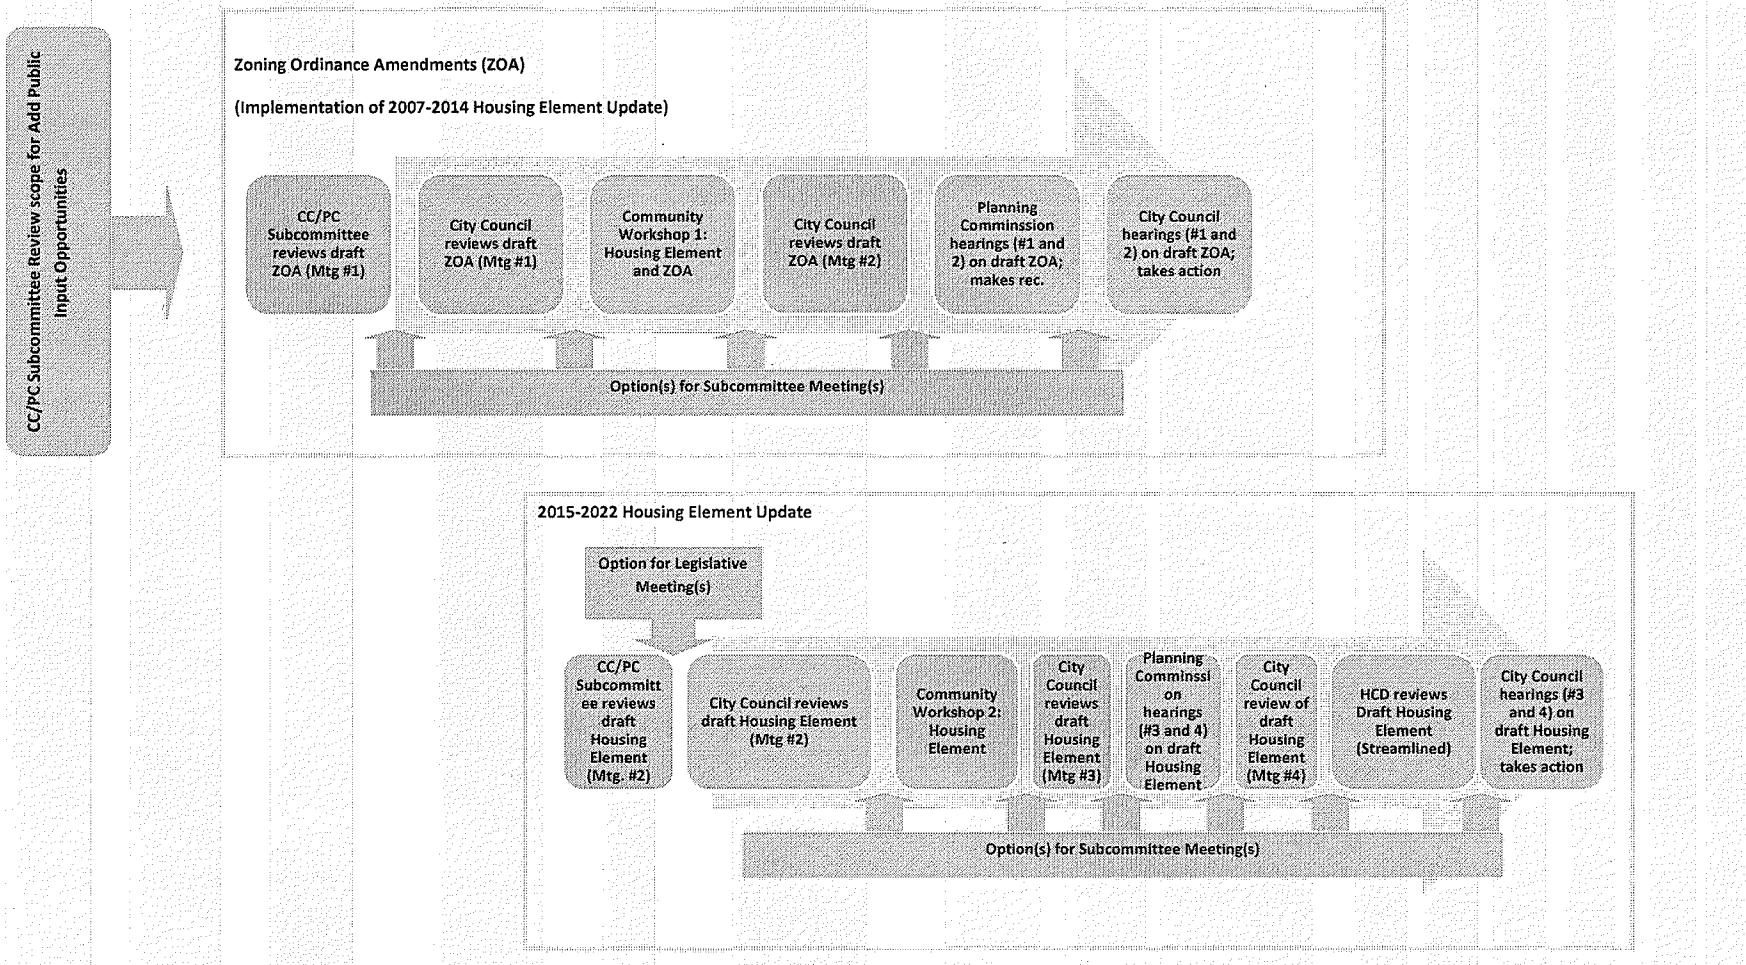 CC/PC Subcommittee Review scope for Add Public
Input Opportunities
Zoning Ordinance Amendments (ZOA)
(Implementation of 2007-2014 Housing Element Update)
CC/PC
Subcommittee
reviews draft
ZOA (Mtg #1)
City Council
reviews draft
ZOA (Mtg #1)
Community
Workshop 1:
Housing Element
and ZOA
City Council
reviews draft
ZOA (Mtg #2)
Planning
Comminssion
hearings (#1 and
2) on draft ZOA;
makes rec.
City Council
hearings (#1 and
2) on draft ZOA;
takes action
Option(s) for Subcommittee Meeting(s)
2015-2022 Housing Element Update
Option for Legislative
Meeting(s)
CC/PC
Subcommitt
ee reviews
draft
Housing
Element
(Mtg. #2)
City Council reviews
draft Housing Element
(Mtg #2)
Community
Workshop 2:
Housing
Element
City
Council
reviews
draft
Housing
Element
(Mtg #3)
Planning
Comminssi
on
hearings
(#3 and 4)
on draft
Housing
Element
City
Council
review of
draft
Housing
Element
(Mtg #4)
HCD reviews
Draft Housing
Element
(Streamlined)
City Council
hearings (#3
and 4) on
draft Housing
Element;
takes action
Option(s) for Subcommittee Meeting(s)